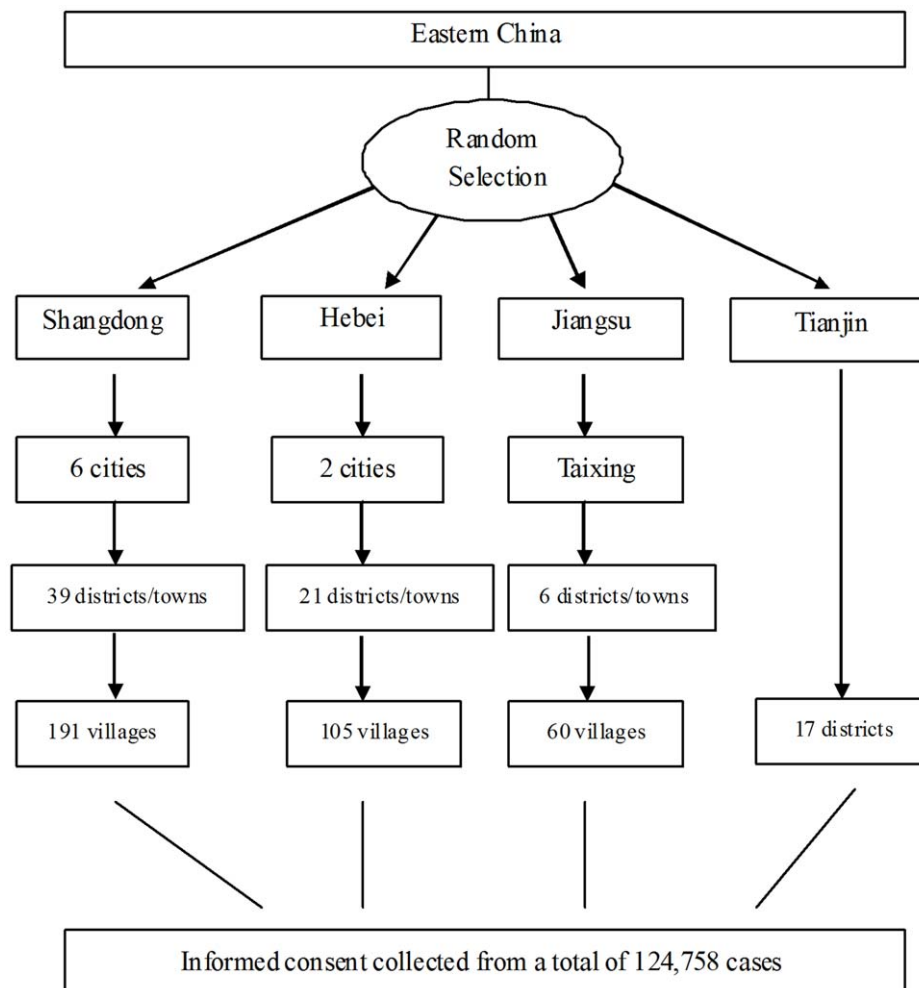 Eastern China
Random
Selection
Shangdong
Hebei
Jiangsu
Tianjin
6 cities
2 cities
Taixing
39 districts/towns
21 districts/towns
6 districts/towns
191 villages
105 villages
60 villages
17 districts
Informed consent collected from a total of 124,758 cases